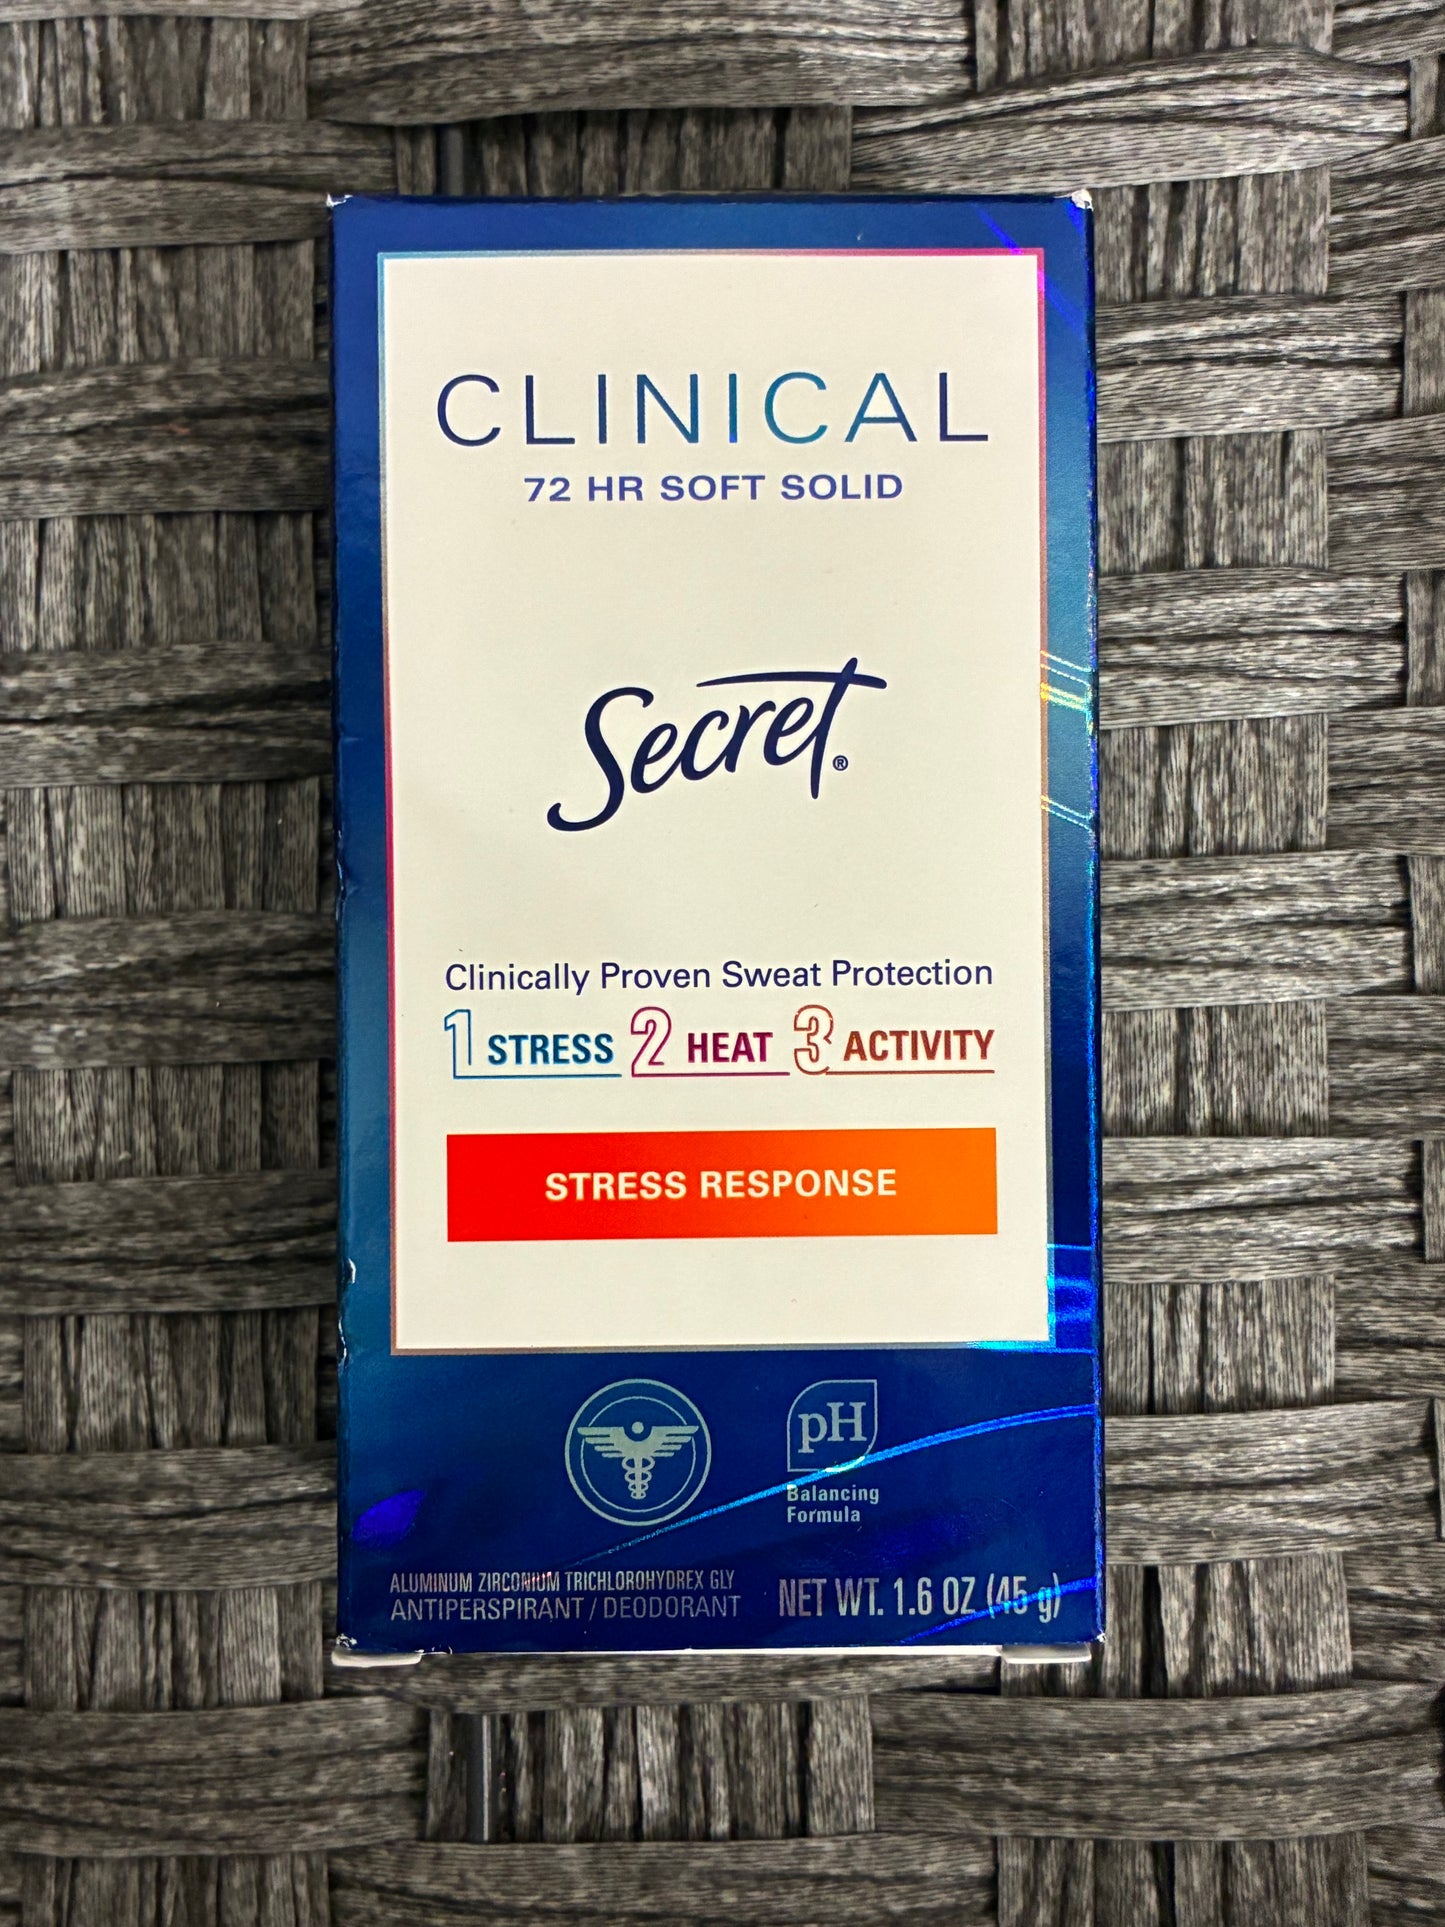 CLINICAL
72 HR SOFT SOLID
Secret®
Clinically Proven Sweat Protection
1 STRESS 2 HEAT 3 ACTIVITY
STRESS RESPONSE
pH
Balancing
Formula
ALUMINUM ZIRCONIUM TRICHLOROHYDREX GLY
ANTIPERSPIRANT / DEODORANT
NET WT. 1.6 OZ (45 g)